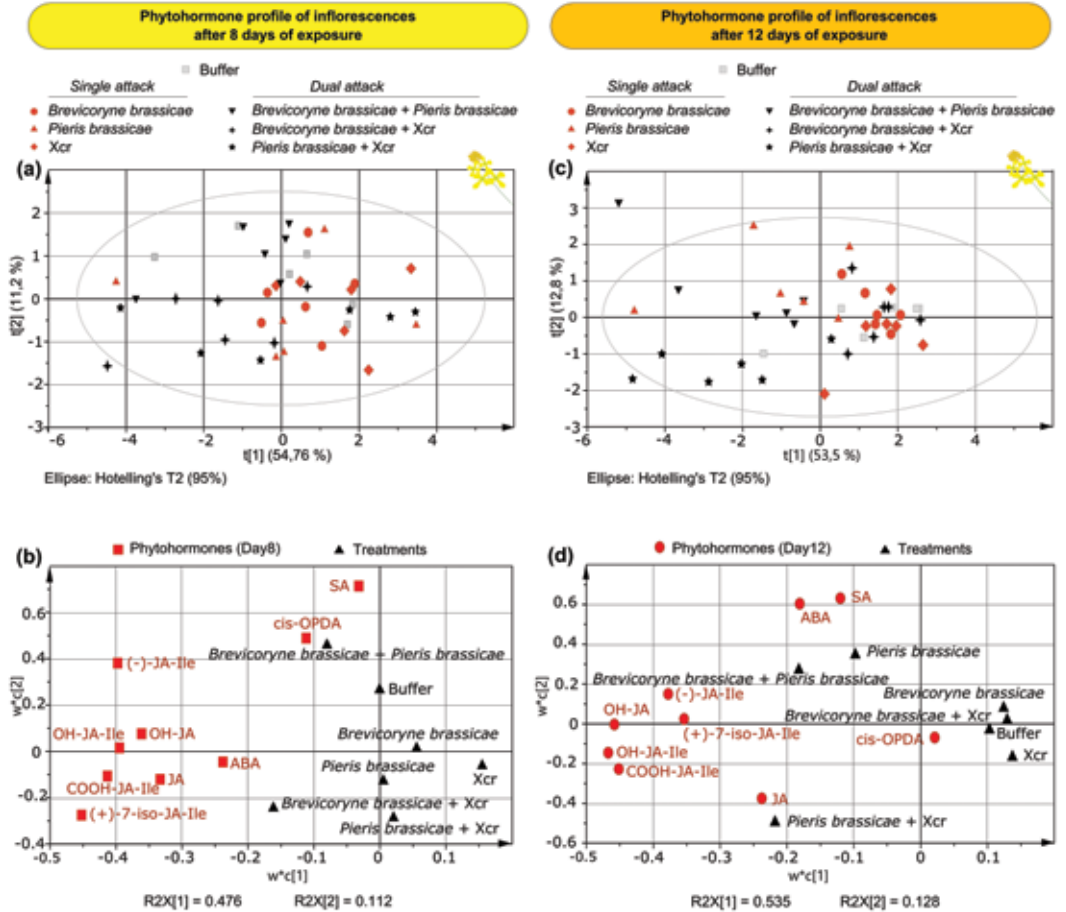 Phytohormone profile of inflorescences
after 8 days of exposure
Buffer
Single attack
Dual attack
Brevicoryne brassicae
Brevicoryne brassicae + Pieris brassicae
Pieris brassicae
Brevicoryne brassicae + Xcr
Xcr
Pieris brassicae + Xcr
(a)
t[2] (11,2 %)
2
1
0
-1
-2
-3
-6
-4
-2
0
2
4
t[1] (54,76 %)
Ellipse: Hotelling's T2 (95%)
Phytohormone profile of inflorescences
after 12 days of exposure
Buffer
Single attack
Dual attack
Brevicoryne brassicae
Brevicoryne brassicae + Pieris brassicae
Pieris brassicae
Brevicoryne brassicae + Xcr
Xcr
Pieris brassicae + Xcr
(c)
t[2] (12,8 %)
3
2
1
0
-1
-2
-3
-6
-4
-2
0
2
4
t[1] (53,5 %)
Ellipse: Hotelling's T2 (95%)
(b)
Phytohormones (Day8)
Treatments
w*c[2]
0.6
0.4
0.2
0
-0.2
-0.4
SA
cis-OPDA
Brevicoryne brassicae + Pieris brassicae
(-)-JA-Ile
Buffer
OH-JA-Ile
OH-JA
Brevicoryne brassicae
ABA
Pieris brassicae
Xcr
COOH-JA-Ile
JA
Brevicoryne brassicae + Xcr
(+)-7-iso-JA-Ile
Pieris brassicae + Xcr
-0.5
-0.4
-0.3
-0.2
-0.1
0
0.1
w*c[1]
R2X[1] = 0.476
R2X[2] = 0.112
(d)
Phytohormones (Day12)
Treatments
w*c[2]
0.6
0.4
0.2
0
-0.2
-0.4
-0.6
SA
ABA
Pieris brassicae
Brevicoryne brassicae + Pieris brassicae
(-)-JA-Ile
Brevicoryne brassicae
OH-JA
Brevicoryne brassicae + Xcr
(+)-7-iso-JA-Ile
Buffer
cis-OPDA
OH-JA-Ile
Xcr
COOH-JA-Ile
JA
Pieris brassicae + Xcr
-0.5
-0.4
-0.3
-0.2
-0.1
0
0.1
w*c[1]
R2X[1] = 0.535
R2X[2] = 0.128